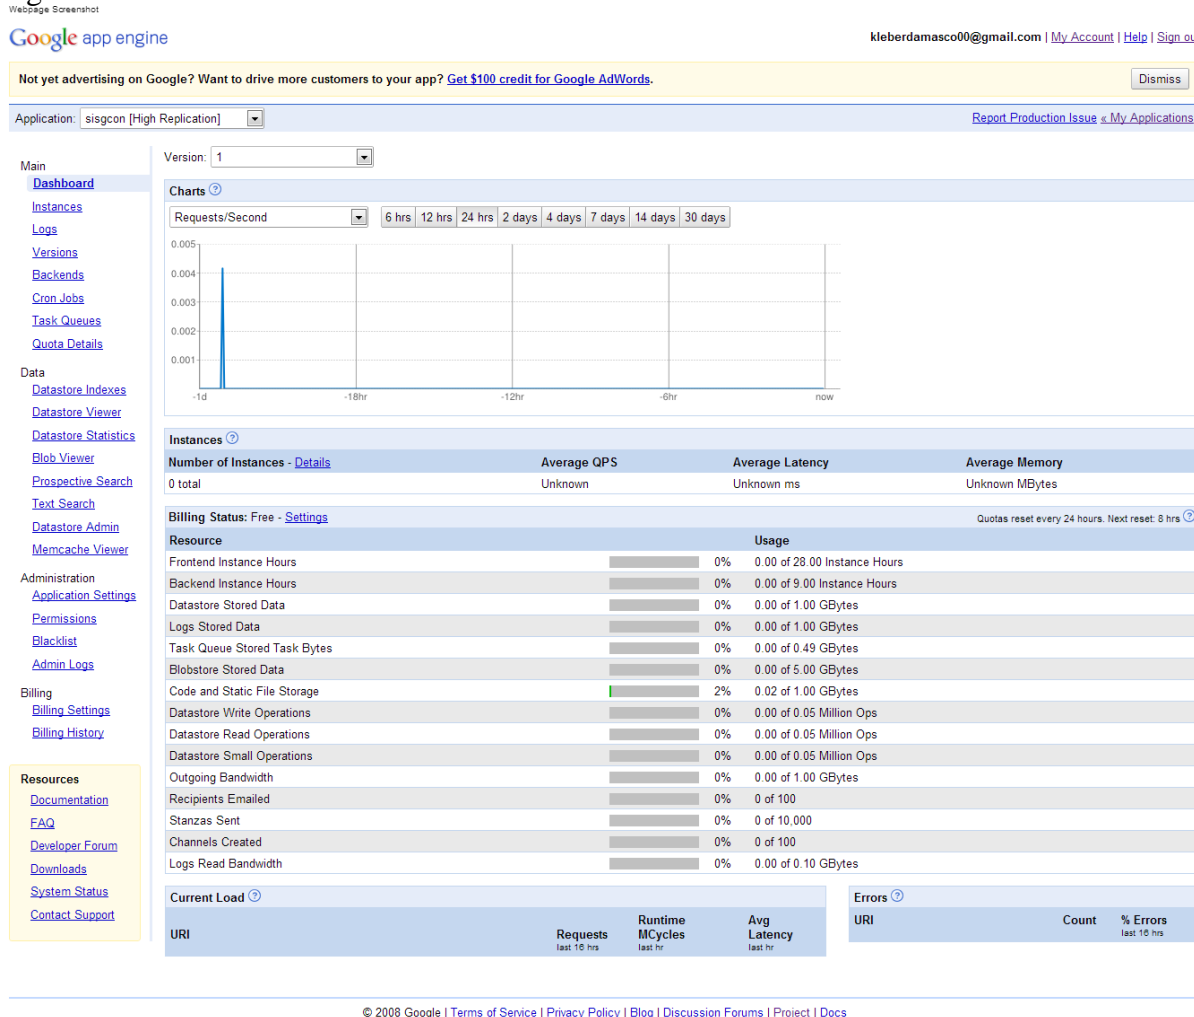 Webpage Screenshot
Google app engine
kleberdamasco00@gmail.com | My Account | Help | Sign ou
Not yet advertising on Google? Want to drive more customers to your app? Get $100 credit for Google AdWords.
Dismiss
Application: sisgcon [High Replication]
Report Production Issue « My Applications
Main
Dashboard
Instances
Logs
Versions
Backends
Cron Jobs
Task Queues
Quota Details
Data
Datastore Indexes
Datastore Viewer
Datastore Statistics
Blob Viewer
Prospective Search
Text Search
Datastore Admin
Memcache Viewer
Administration
Application Settings
Permissions
Blacklist
Admin Logs
Billing
Billing Settings
Billing History
Resources
Documentation
FAQ
Developer Forum
Downloads
System Status
Contact Support
Version: 1
Charts ?
Requests/Second
6 hrs 12 hrs 24 hrs 2 days 4 days 7 days 14 days 30 days
0.005
0.004
0.003
0.002
0.001
-1d -18hr -12hr -6hr now
Instances ?
Number of Instances - Details Average QPS Average Latency Average Memory
0 total Unknown Unknown ms Unknown MBytes
Billing Status: Free - Settings Quotas reset every 24 hours. Next reset: 8 hrs ?
Resource Usage
Frontend Instance Hours 0% 0.00 of 28.00 Instance Hours
Backend Instance Hours 0% 0.00 of 9.00 Instance Hours
Datastore Stored Data 0% 0.00 of 1.00 GBytes
Logs Stored Data 0% 0.00 of 1.00 GBytes
Task Queue Stored Task Bytes 0% 0.00 of 0.49 GBytes
Blobstore Stored Data 0% 0.00 of 5.00 GBytes
Code and Static File Storage 2% 0.02 of 1.00 GBytes
Datastore Write Operations 0% 0.00 of 0.05 Million Ops
Datastore Read Operations 0% 0.00 of 0.05 Million Ops
Datastore Small Operations 0% 0.00 of 0.05 Million Ops
Outgoing Bandwidth 0% 0.00 of 1.00 GBytes
Recipients Emailed 0% 0 of 100
Stanzas Sent 0% 0 of 10,000
Channels Created 0% 0 of 100
Logs Read Bandwidth 0% 0.00 of 0.10 GBytes
Current Load ?
URI Requests last 16 hrs Runtime MCycles last hr Avg Latency last hr
Errors ?
URI Count % Errors last 16 hrs
© 2008 Google | Terms of Service | Privacy Policy | Blog | Discussion Forums | Project | Docs